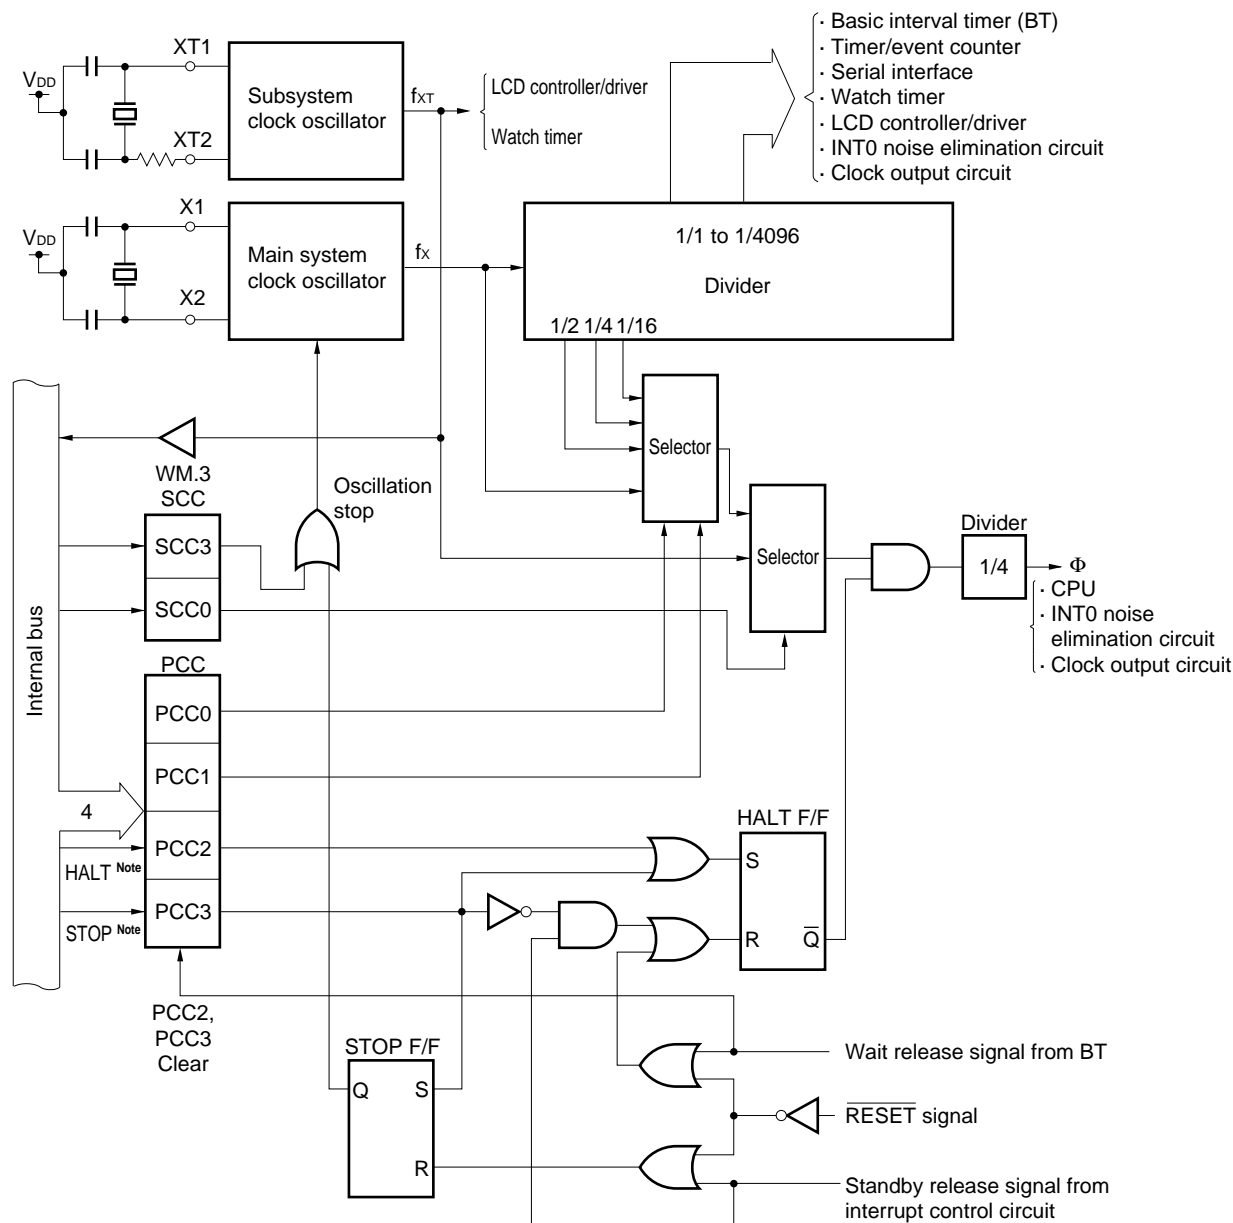 · Basic interval timer (BT)
· Timer/event counter
· Serial interface
· Watch timer
· LCD controller/driver
· INT0 noise elimination circuit
· Clock output circuit
XT1
VDD
XT2
Subsystem
clock oscillator
fXT
LCD controller/driver
Watch timer
X1
VDD
X2
Main system
clock oscillator
fX
1/1 to 1/4096
Divider
1/2 1/4 1/16
Selector
Selector
WM.3
SCC
Oscillation
stop
SCC3
SCC0
Internal bus
Divider
1/4
Φ
· CPU
· INT0 noise
elimination circuit
· Clock output circuit
PCC
PCC0
PCC1
4
PCC2
HALT Note
PCC3
STOP Note
PCC2,
PCC3
Clear
HALT F/F
S
R
Q̅
STOP F/F
Q
S
R
Wait release signal from BT
R̅E̅S̅E̅T̅ signal
Standby release signal from
interrupt control circuit